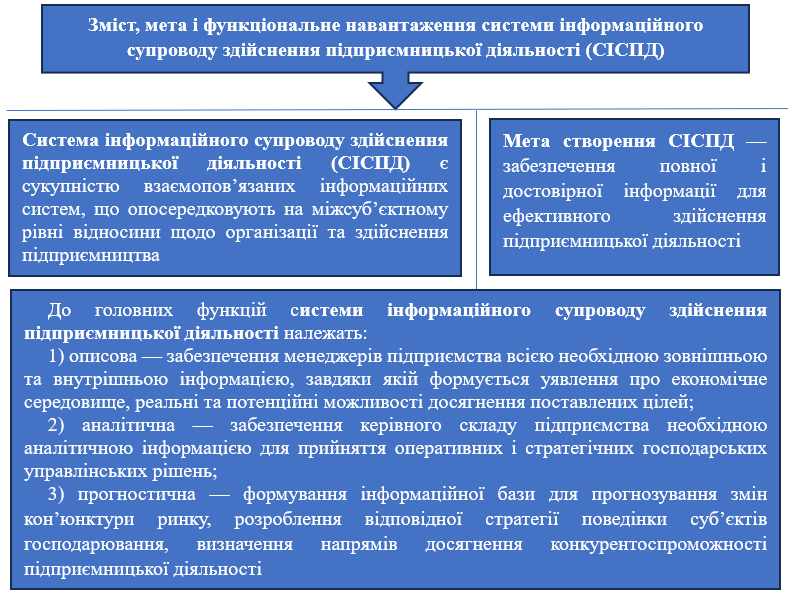 Зміст, мета і функціональне навантаження системи інформаційного
супроводу здійснення підприємницької діяльності (СІСПД)
Система інформаційного супроводу здійснення
підприємницької діяльності (СІСПД) є
сукупністю взаємопов’язаних інформаційних
систем, що опосередковують на міжсуб’єктному
рівні відносини щодо організації та здійснення
підприємництва
Мета створення СІСПД —
забезпечення повної і
достовірної інформації для
ефективного здійснення
підприємницької діяльності
До головних функцій системи інформаційного супроводу здійснення
підприємницької діяльності належать:
1) описова — забезпечення менеджерів підприємства всією необхідною зовнішньою
та внутрішньою інформацією, завдяки якій формується уявлення про економічне
середовище, реальні та потенційні можливості досягнення поставлених цілей;
2) аналітична — забезпечення керівного складу підприємства необхідною
аналітичною інформацією для прийняття оперативних і стратегічних господарських
управлінських рішень;
3) прогностична — формування інформаційної бази для прогнозування змін
кон’юнктури ринку, розроблення відповідної стратегії поведінки суб’єктів
господарювання, визначення напрямів досягнення конкурентоспроможності
підприємницької діяльності